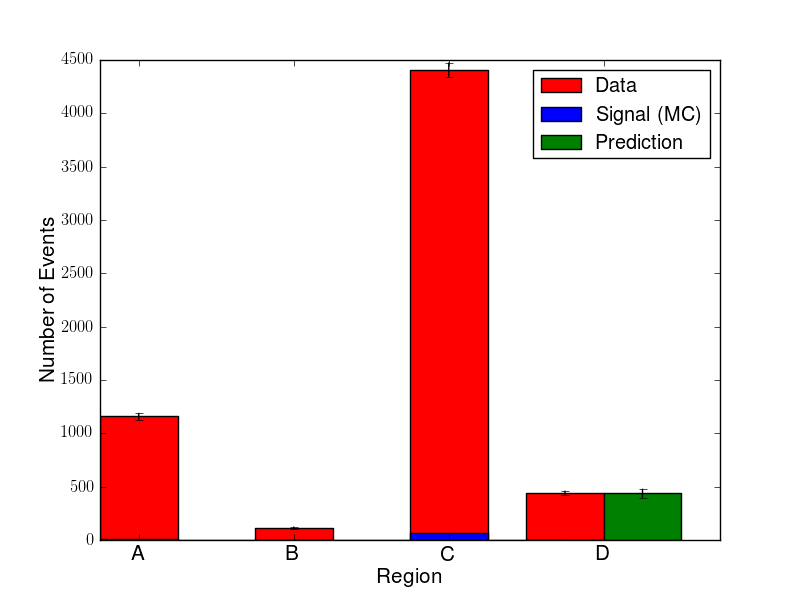 4500
4000
3500
3000
2500
2000
1500
1000
500
0
Number of Events
Data
Signal (MC)
Prediction
A B C D
Region